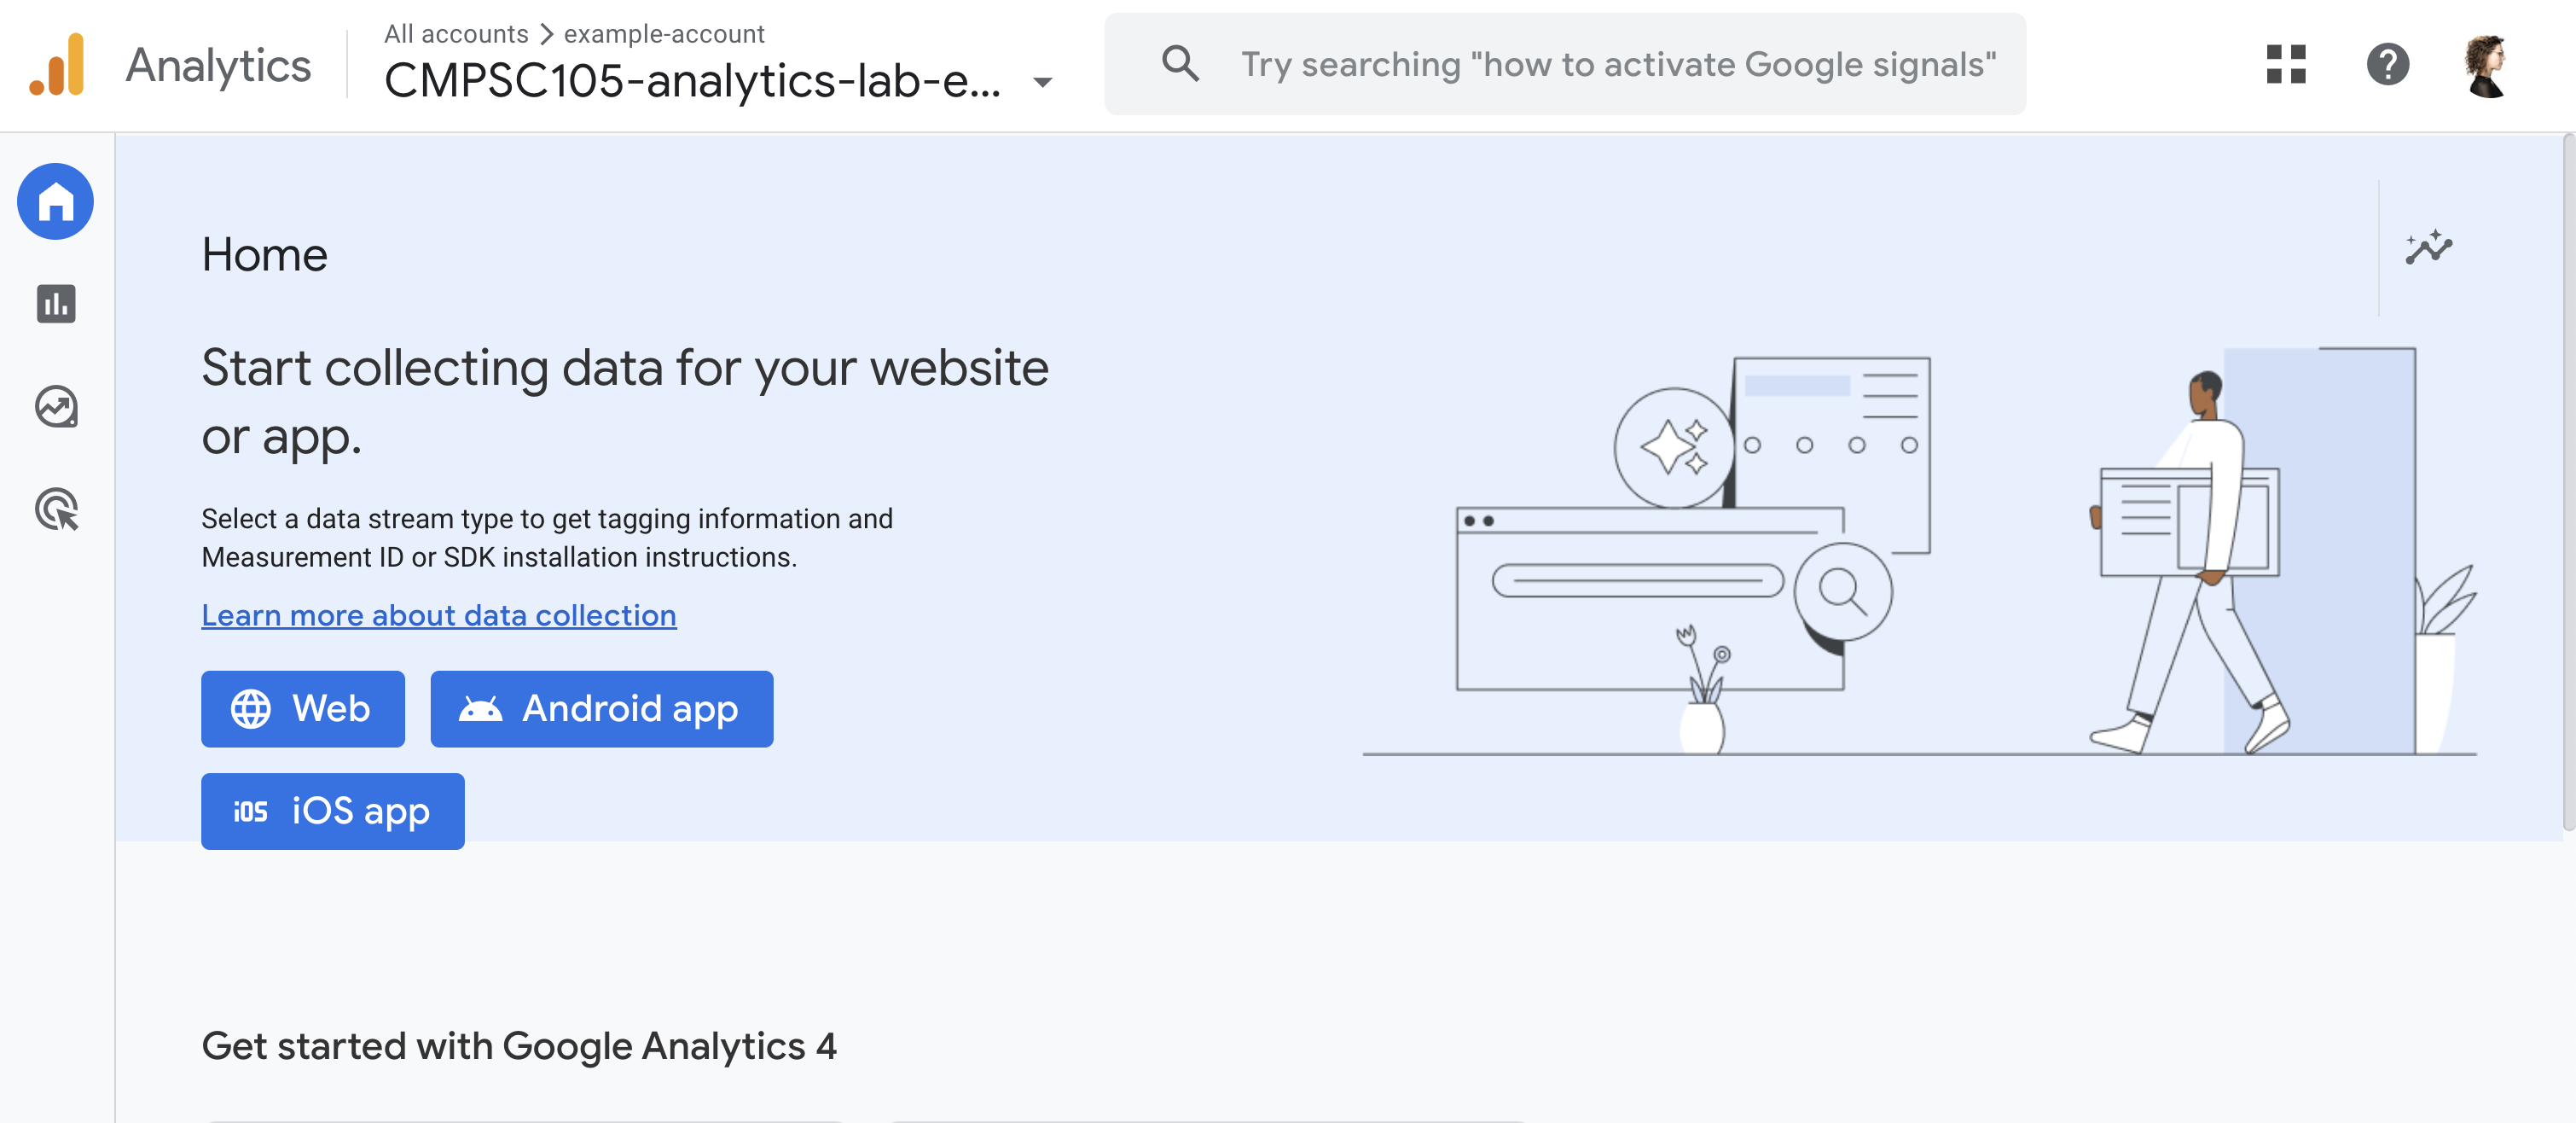 Analytics
All accounts > example-account
CMPSC105-analytics-lab-e...
Try searching "how to activate Google signals"
Home
Start collecting data for your website
or app.
Select a data stream type to get tagging information and
Measurement ID or SDK installation instructions.
Learn more about data collection
Web
Android app
iOS iOS app
Get started with Google Analytics 4